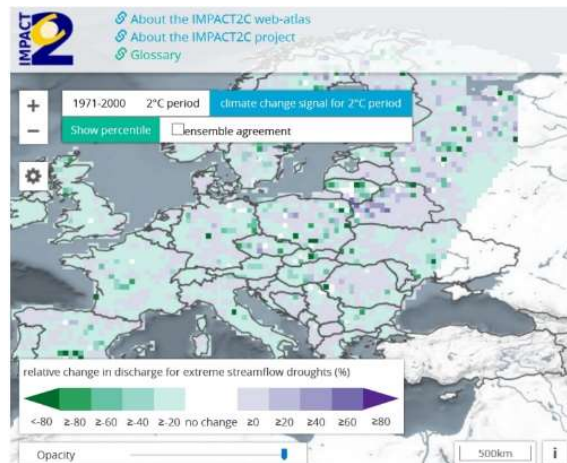 IMPACT
2
About the IMPACT2C web-atlas
About the IMPACT2C project
Glossary
+
1971-2000 2°C period climate change signal for 2°C period
−
Show percentile ensemble agreement
relative change in discharge for extreme streamflow droughts (%)
<-80 ≥-80 ≥-60 ≥-40 ≥-20 no change ≥0 ≥20 ≥40 ≥60 ≥80
Opacity
500km
i